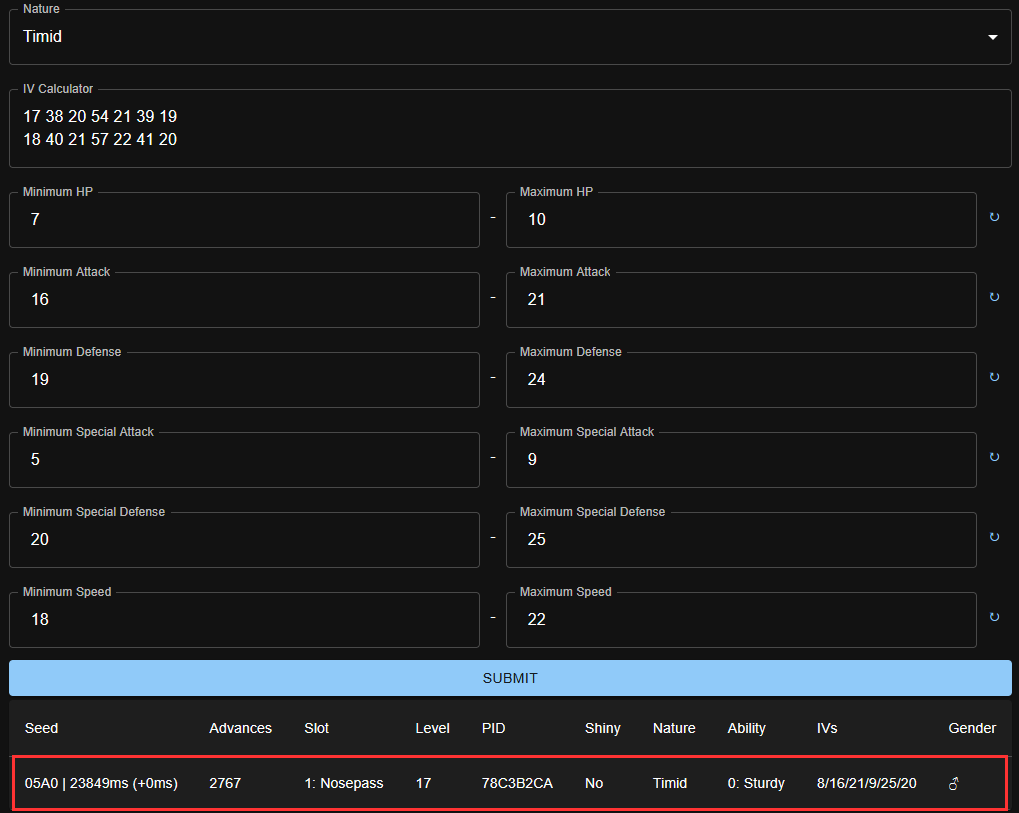 Nature
Timid
IV Calculator
17 38 20 54 21 39 19
18 40 21 57 22 41 20
Minimum HP Maximum HP
7 - 10 ↻
Minimum Attack Maximum Attack
16 - 21 ↻
Minimum Defense Maximum Defense
19 - 24 ↻
Minimum Special Attack Maximum Special Attack
5 - 9 ↻
Minimum Special Defense Maximum Special Defense
20 - 25 ↻
Minimum Speed Maximum Speed
18 - 22 ↻
SUBMIT
Seed Advances Slot Level PID Shiny Nature Ability IVs Gender
05A0 | 23849ms (+0ms) 2767 1: Nosepass 17 78C3B2CA No Timid 0: Sturdy 8/16/21/9/25/20 ♂